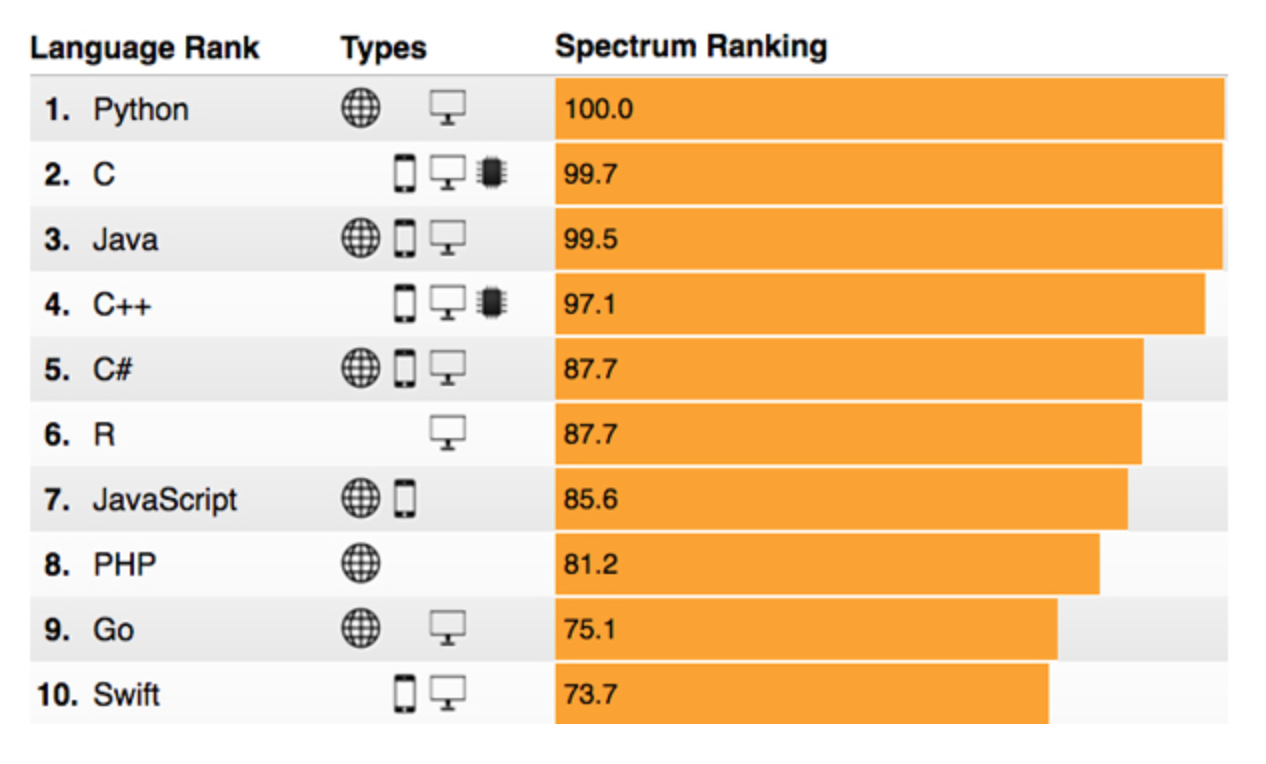 Language Rank Types Spectrum Ranking
1. Python 100.0
2. C 99.7
3. Java 99.5
4. C++ 97.1
5. C# 87.7
6. R 87.7
7. JavaScript 85.6
8. PHP 81.2
9. Go 75.1
10. Swift 73.7